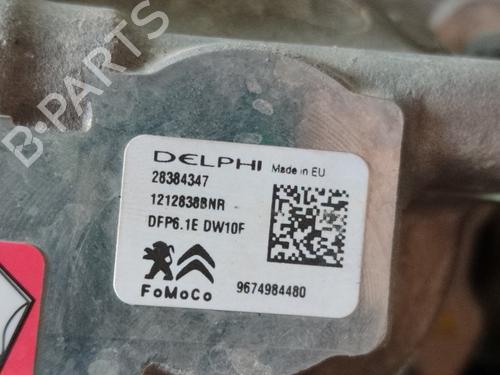 B-PARTS
DELPHI Made in EU
28384347
1212838BNR
DFP6.1E DW10F
FoMoCo 9674984480